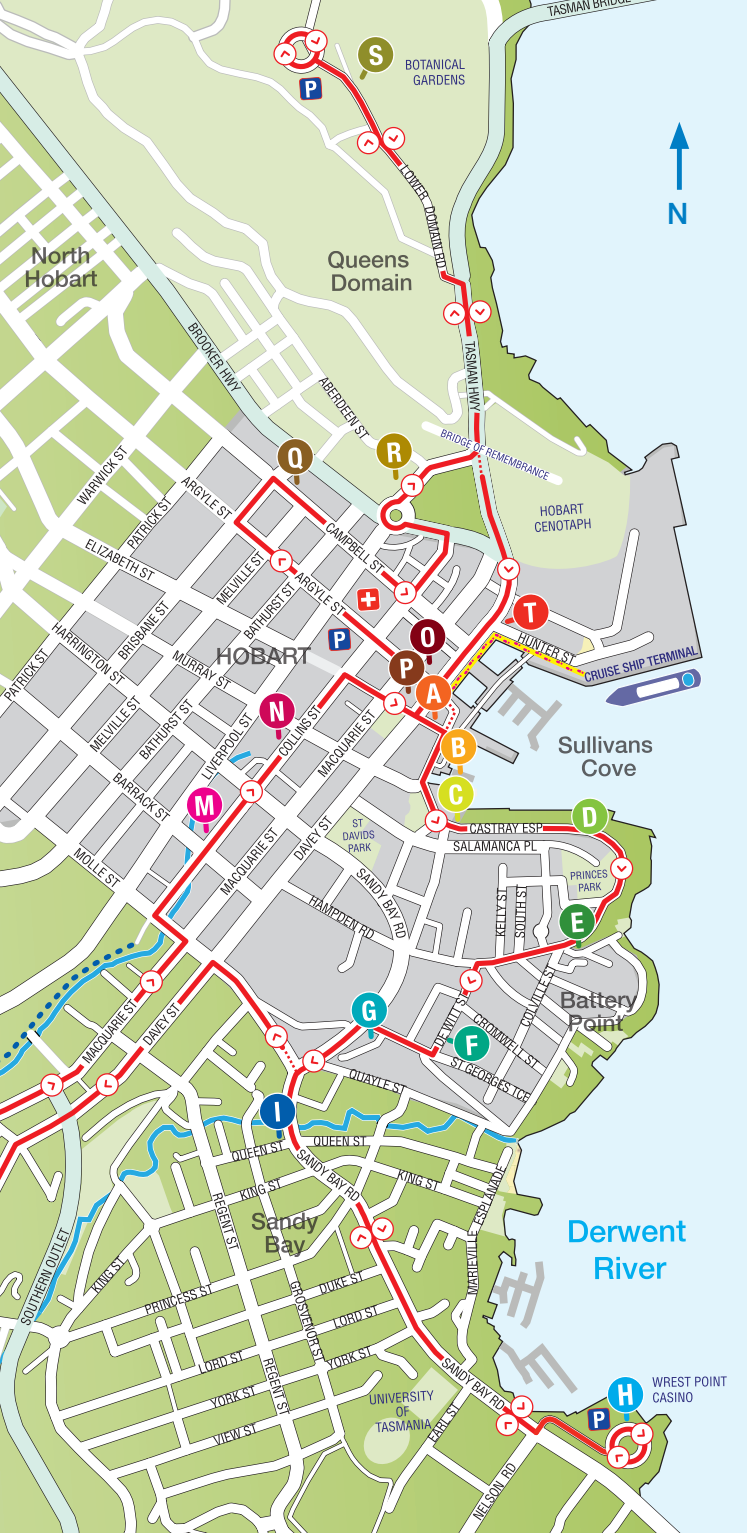 TASMAN BRIDGE
S
BOTANICAL
GARDENS
P
LOWER DOMAIN RD
N
North
Hobart
Queens
Domain
BROOKER HWY
TASMAN HWY
ABERDEEN ST
BRIDGE OF REMEMBRANCE
Q
R
WARWICK ST
ARGYLE ST
PATRICK ST
HOBART
CENOTAPH
CAMPBELL ST
ELIZABETH ST
MELVILLE ST
BATHURST ST
ARGYLE ST
T
P
O
HUNTER ST
CRUISE SHIP TERMINAL
BRISBANE ST
HARRINGTON ST
HOBART
MURRAY ST
PATRICK ST
P
A
N
MELVILLE ST
BATHURST ST
LIVERPOOL ST
COLLINS ST
MACQUARIE ST
B
Sullivans
Cove
BARRACK ST
M
C
D
CASTRAY ESP
SALAMANCA PL
ST
DAVIDS
PARK
MOLLE ST
MACQUARIE ST
DAVEY ST
SANDY BAY RD
PRINCES
PARK
HAMPDEN RD
KELLY ST
SOUTH ST
E
COLVILLE ST
Battery
Point
G
DE WITT ST
CROMWELL ST
F
ST GEORGES TCE
MACQUARIE ST
DAVEY ST
QUAYLE ST
I
QUEEN ST
QUEEN ST
SANDY BAY RD
KING ST
KING ST
REGENT ST
Sandy
Bay
MARIEVILLE ESPLANADE
Derwent
River
SOUTHERN OUTLET
KING ST
PRINCESS ST
DUKE ST
GROSVENOR ST
LORD ST
LORD ST
YORK ST
REGENT ST
SANDY BAY RD
YORK ST
UNIVERSITY
OF
TASMANIA
H
WREST POINT
CASINO
P
VIEW ST
EARL ST
NELSON RD